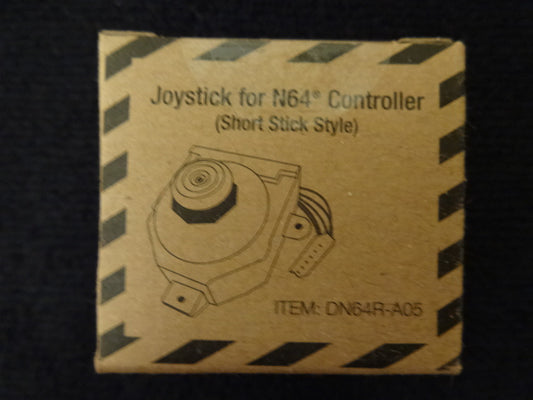 Joystick for N64® Controller
(Short Stick Style)
ITEM: DN64R-A05